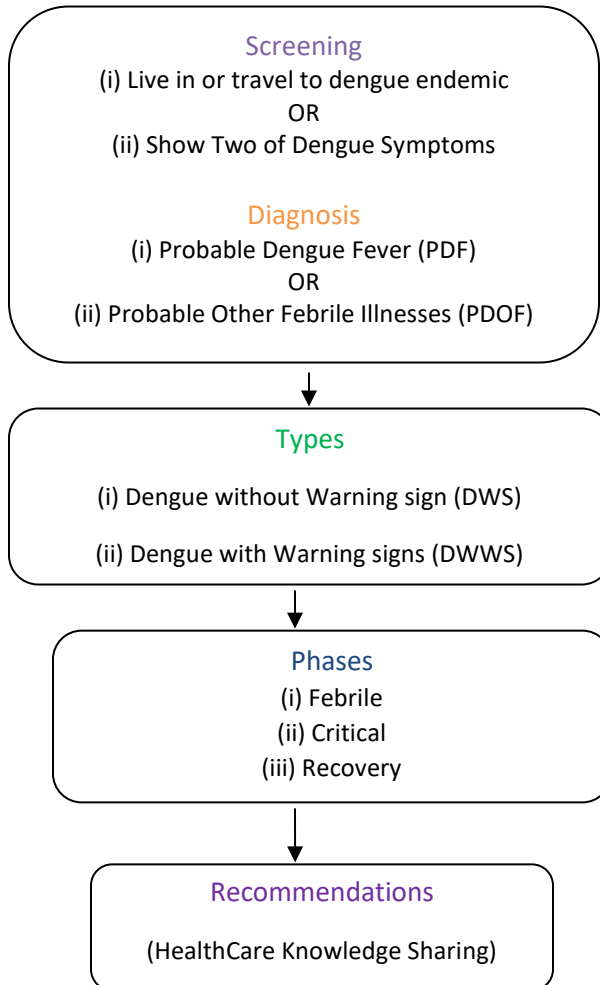 Screening
(i) Live in or travel to dengue endemic
OR
(ii) Show Two of Dengue Symptoms
Diagnosis
(i) Probable Dengue Fever (PDF)
OR
(ii) Probable Other Febrile Illnesses (PDOF)
Types
(i) Dengue without Warning sign (DWS)
(ii) Dengue with Warning signs (DWWS)
Phases
(i) Febrile
(ii) Critical
(iii) Recovery
Recommendations
(HealthCare Knowledge Sharing)